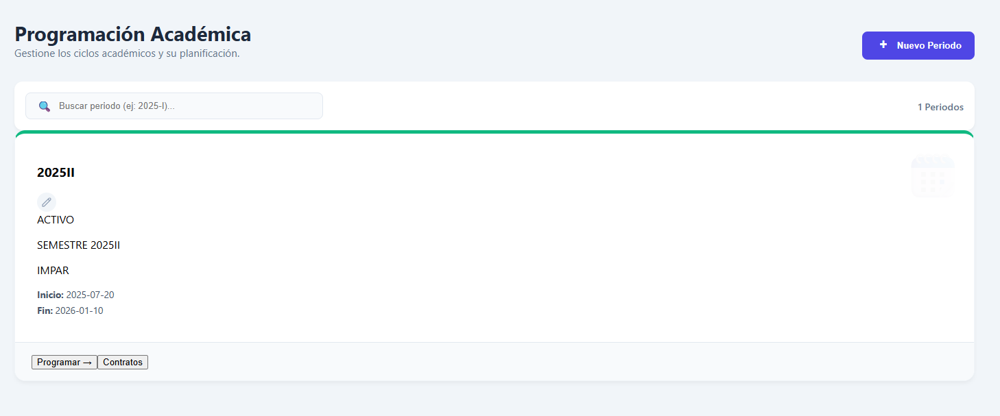 Programación Académica
Gestione los ciclos académicos y su planificación.
+ Nuevo Periodo
Buscar periodo (ej: 2025-I)...
1 Periodos
2025II
ACTIVO
SEMESTRE 2025II
IMPAR
Inicio: 2025-07-20
Fin: 2026-01-10
Programar →
Contratos